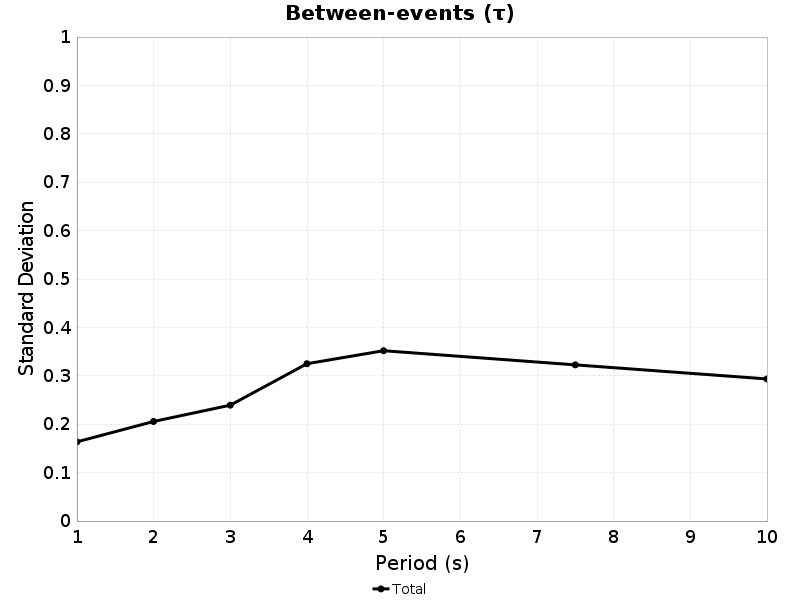 Between-events (τ)
1
0.9
0.8
0.7
0.6
0.5
0.4
0.3
0.2
0.1
0
Standard Deviation
1 2 3 4 5 6 7 8 9 10
Period (s)
Total